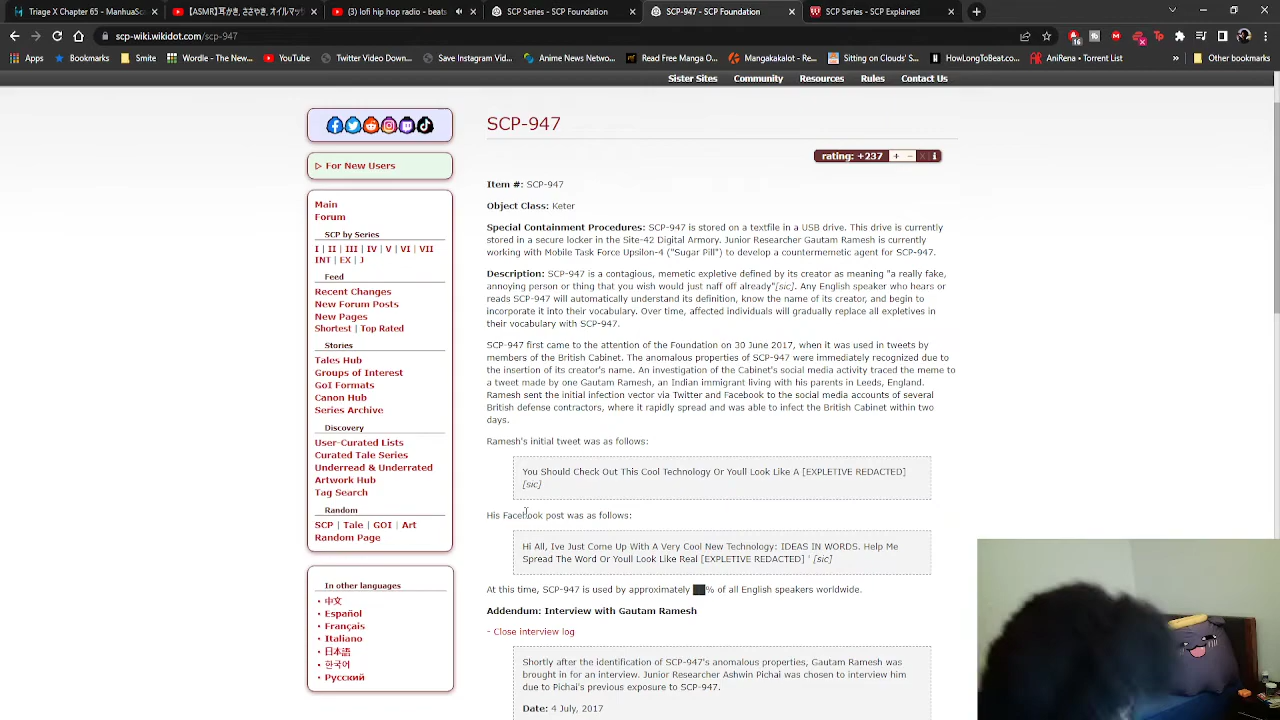 Triage X Chapter 65 - ManhuaSc
【ASMR】耳かき、ささやき、オイルマッ
(3) lofi hip hop radio - beats
SCP Series - SCP Foundation
SCP-947 - SCP Foundation
SCP Series - SCP Explained
scp-wiki.wikidot.com/scp-947
16
Apps
Bookmarks
Smite
Wordle - The New...
YouTube
Twitter Video Down...
Save Instagram Vid...
Anime News Network...
Read Free Manga On...
Mangakakalot - Re...
Sitting on Clouds' S...
HowLongToBeat.co...
AniRena • Torrent List
»
Other bookmarks
Sister Sites
Community
Resources
Rules
Contact Us
For New Users
Main
Forum
SCP by Series
I | II | III | IV | V | VI | VII
INT | EX | J
Feed
Recent Changes
New Forum Posts
New Pages
Shortest | Top Rated
Stories
Tales Hub
Groups of Interest
GoI Formats
Canon Hub
Series Archive
Discovery
User-Curated Lists
Curated Tale Series
Underread & Underrated
Artwork Hub
Tag Search
Random
SCP | Tale | GOI | Art
Random Page
In other languages
中文
Español
Français
Italiano
日本語
한국어
Русский
SCP-947
rating: +237 + – X i
Item #: SCP-947
Object Class: Keter
Special Containment Procedures: SCP-947 is stored on a textfile in a USB drive. This drive is currently
stored in a secure locker in the Site-42 Digital Armory. Junior Researcher Gautam Ramesh is currently
working with Mobile Task Force Upsilon-4 ("Sugar Pill") to develop a countermemetic agent for SCP-947.
Description: SCP-947 is a contagious, memetic expletive defined by its creator as meaning "a really fake,
annoying person or thing that you wish would just naff off already"[sic]. Any English speaker who hears or
reads SCP-947 will automatically understand its definition, know the name of its creator, and begin to
incorporate it into their vocabulary. Over time, affected individuals will gradually replace all expletives in
their vocabulary with SCP-947.
SCP-947 first came to the attention of the Foundation on 30 June 2017, when it was used in tweets by
members of the British Cabinet. The anomalous properties of SCP-947 were immediately recognized due to
the insertion of its creator's name. An investigation of the Cabinet's social media activity traced the meme to
a tweet made by one Gautam Ramesh, an Indian immigrant living with his parents in Leeds, England.
Ramesh sent the initial infection vector via Twitter and Facebook to the social media accounts of several
British defense contractors, where it rapidly spread and was able to infect the British Cabinet within two
days.
Ramesh's initial tweet was as follows:
You Should Check Out This Cool Technology Or Youll Look Like A [EXPLETIVE REDACTED]
[sic]
His Facebook post was as follows:
Hi All, Ive Just Come Up With A Very Cool New Technology: IDEAS IN WORDS. Help Me
Spread The Word Or Youll Look Like Real [EXPLETIVE REDACTED] ' [sic]
At this time, SCP-947 is used by approximately ██% of all English speakers worldwide.
Addendum: Interview with Gautam Ramesh
- Close interview log
Shortly after the identification of SCP-947's anomalous properties, Gautam Ramesh was
brought in for an interview. Junior Researcher Ashwin Pichai was chosen to interview him
due to Pichai's previous exposure to SCP-947.
Date: 4 July, 2017